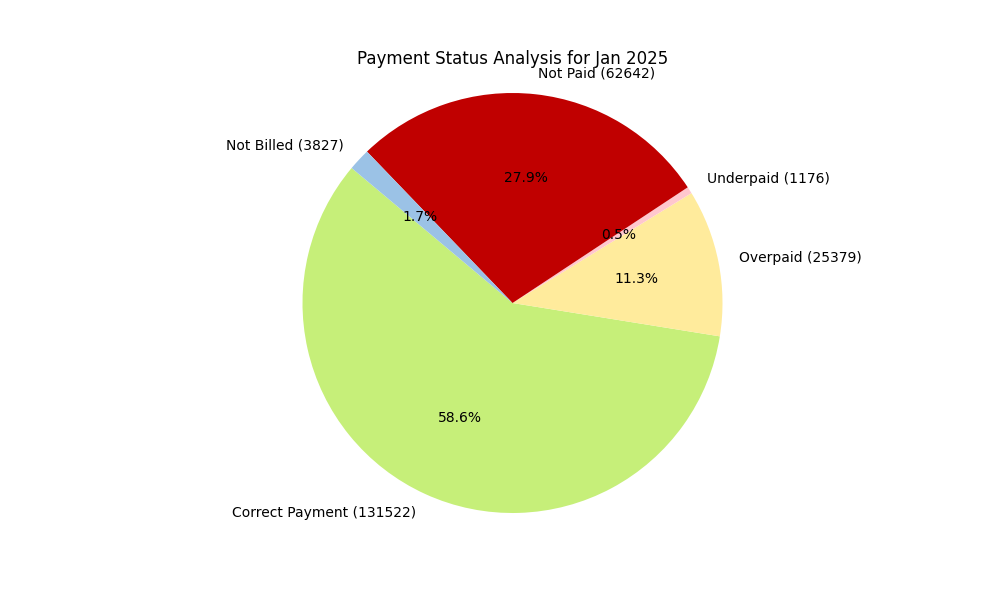 Payment Status Analysis for Jan 2025
Not Paid (62642)
Not Billed (3827)
Underpaid (1176)
27.9%
1.7%
0.5%
Overpaid (25379)
11.3%
58.6%
Correct Payment (131522)